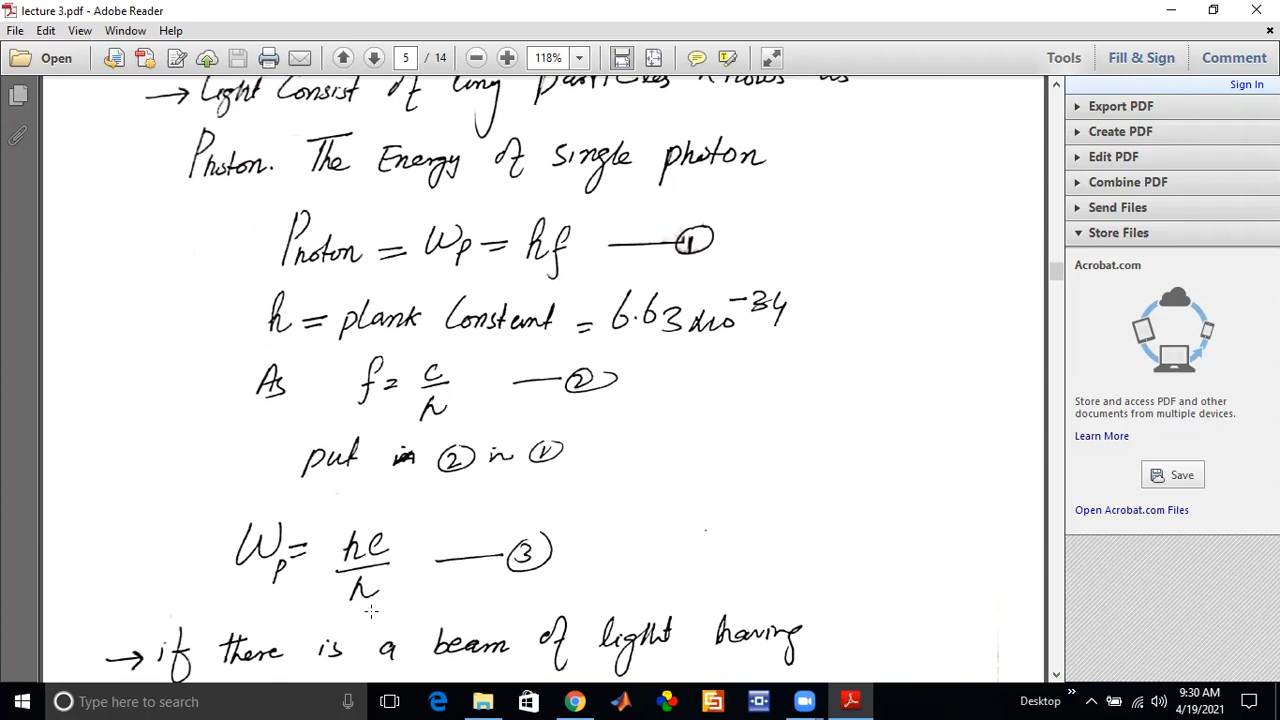 lecture 3.pdf - Adobe Reader
File Edit View Window Help
Open 5 / 14 118% Tools Fill & Sign Comment
Sign In
→ Light Consist of tiny particles knows as
Photon. The Energy of single photon
Photon = Wp = hf —— ①
h = plank Constant = 6.63x10⁻³⁴
As f = c/λ —— ②
put in ② in ①
Wp = hc/λ —— ③
→ if there is a beam of light having
Export PDF
Create PDF
Edit PDF
Combine PDF
Send Files
Store Files
Acrobat.com
Store and access PDF and other
documents from multiple devices.
Learn More
Save
Open Acrobat.com Files
Type here to search
Desktop
9:30 AM
4/19/2021